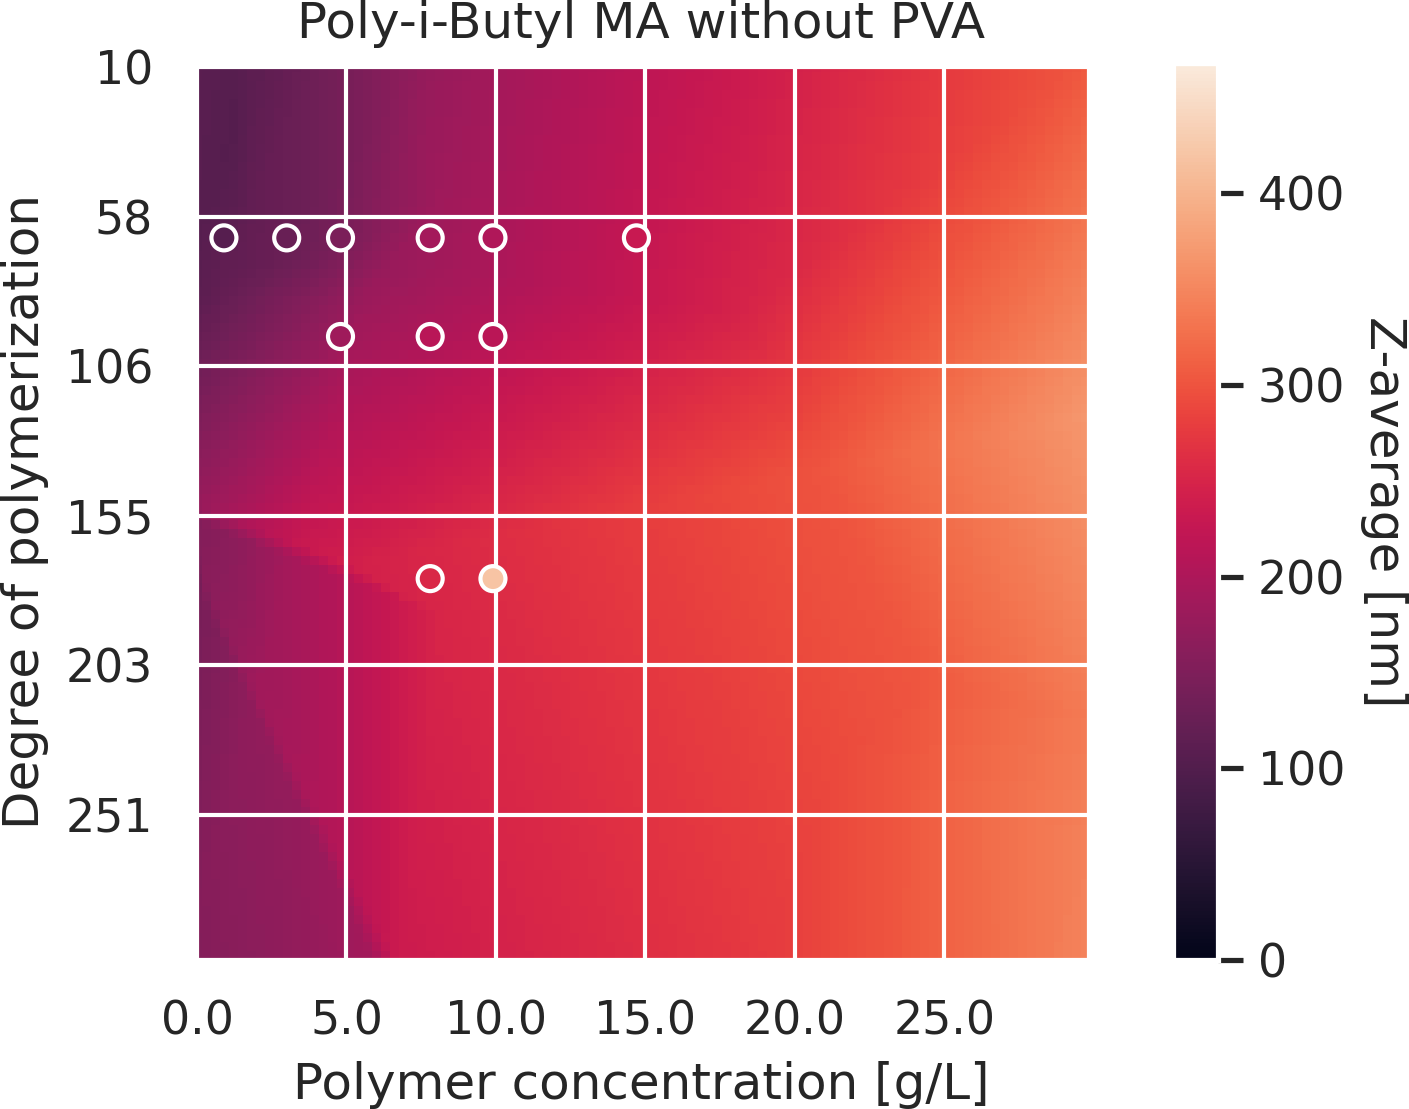 Poly-i-Butyl MA without PVA
10
58
106
155
203
251
Degree of polymerization
0.0 5.0 10.0 15.0 20.0 25.0
Polymer concentration [g/L]
400
300
200
100
0
Z-average [nm]